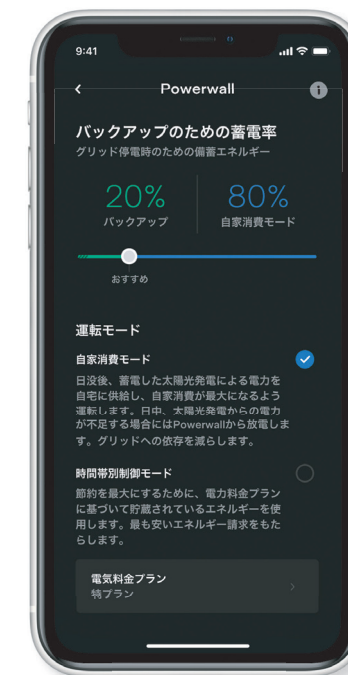 9:41
Powerwall
バックアップのための蓄電率
グリッド停電時のための備蓄エネルギー
20%
80%
バックアップ
自家消費モード
おすすめ
運転モード
自家消費モード
日没後、蓄電した太陽光発電による電力を
自宅に供給し、自家消費が最大になるよう
運転します。日中、太陽光発電からの電力
が不足する場合にはPowerwallから放電しま
す。グリッドへの依存を減らします。
時間帯別制御モード
節約を最大にするために、電力料金プラン
に基づいて貯蔵されているエネルギーを使
用します。最も安いエネルギー請求をもた
らします。
電気料金プラン
プラン